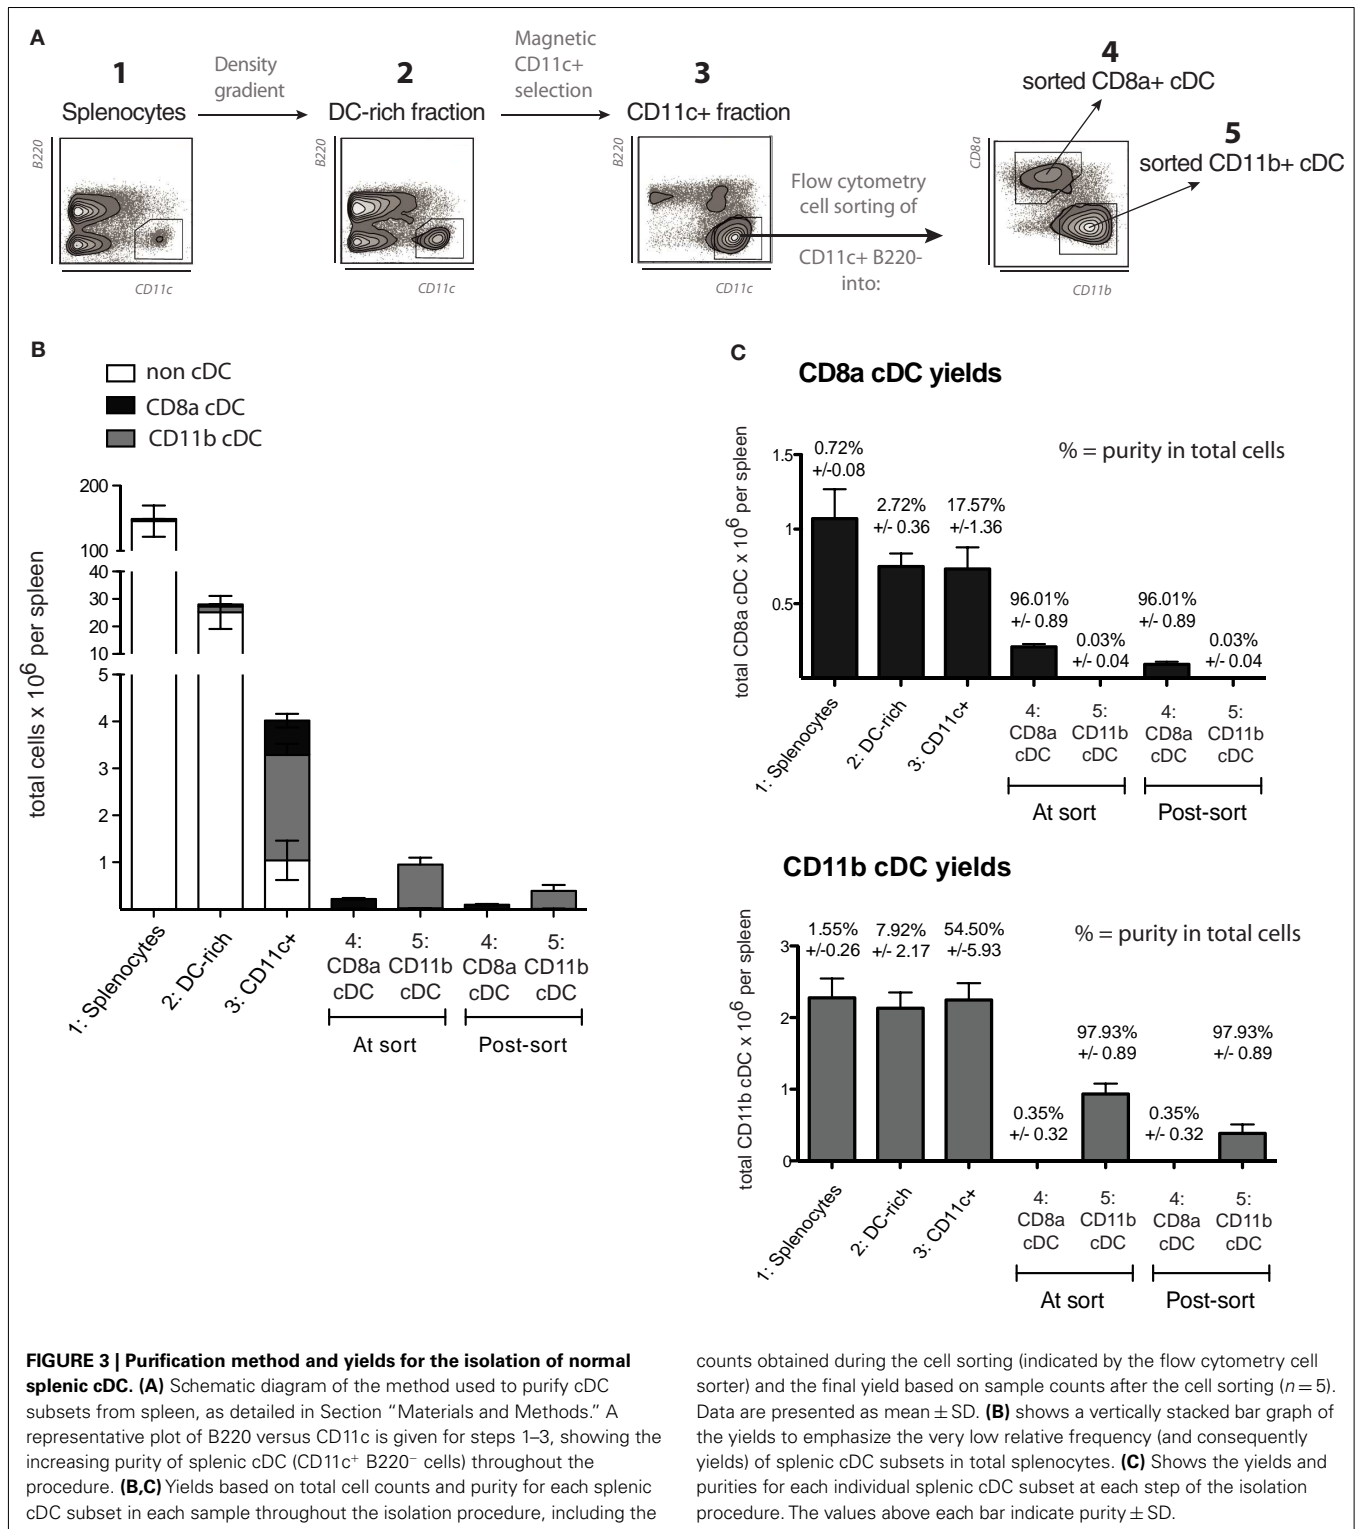 A
1
Splenocytes
Density
gradient
2
DC-rich fraction
Magnetic
CD11c+
selection
3
CD11c+ fraction
Flow cytometry
cell sorting of
CD11c+ B220-
into:
4
sorted CD8a+ cDC
5
sorted CD11b+ cDC
B220
CD11c
B220
CD11c
B220
CD11c
CD8a
CD11b
B
non cDC
CD8a cDC
CD11b cDC
total cells x 10^6 per spleen
200
100
40
30
20
10
5
4
3
2
1
1: Splenocytes
2: DC-rich
3: CD11c+
4:
CD8a
cDC
5:
CD11b
cDC
4:
CD8a
cDC
5:
CD11b
cDC
At sort
Post-sort
C
CD8a cDC yields
% = purity in total cells
total CD8a cDC x 10^6 per spleen
1.5
1
0.5
0.72%
+/-0.08
2.72%
+/- 0.36
17.57%
+/-1.36
96.01%
+/- 0.89
0.03%
+/- 0.04
96.01%
+/- 0.89
0.03%
+/- 0.04
1: Splenocytes
2: DC-rich
3: CD11c+
4:
CD8a
cDC
5:
CD11b
cDC
4:
CD8a
cDC
5:
CD11b
cDC
At sort
Post-sort
CD11b cDC yields
% = purity in total cells
total CD11b cDC x 10^6 per spleen
3
2
1
0
1.55%
+/-0.26
7.92%
+/- 2.17
54.50%
+/-5.93
0.35%
+/- 0.32
97.93%
+/- 0.89
0.35%
+/- 0.32
97.93%
+/- 0.89
1: Splenocytes
2: DC-rich
3: CD11c+
4:
CD8a
cDC
5:
CD11b
cDC
4:
CD8a
cDC
5:
CD11b
cDC
At sort
Post-sort
FIGURE 3 | Purification method and yields for the isolation of normal
splenic cDC. (A) Schematic diagram of the method used to purify cDC
subsets from spleen, as detailed in Section “Materials and Methods.” A
representative plot of B220 versus CD11c is given for steps 1–3, showing the
increasing purity of splenic cDC (CD11c⁺ B220⁻ cells) throughout the
procedure. (B,C) Yields based on total cell counts and purity for each splenic
cDC subset in each sample throughout the isolation procedure, including the
counts obtained during the cell sorting (indicated by the flow cytometry cell
sorter) and the final yield based on sample counts after the cell sorting (n = 5).
Data are presented as mean ± SD. (B) shows a vertically stacked bar graph of
the yields to emphasize the very low relative frequency (and consequently
yields) of splenic cDC subsets in total splenocytes. (C) Shows the yields and
purities for each individual splenic cDC subset at each step of the isolation
procedure. The values above each bar indicate purity ± SD.